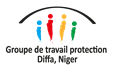 Groupe de travail protection
Diffa, Niger